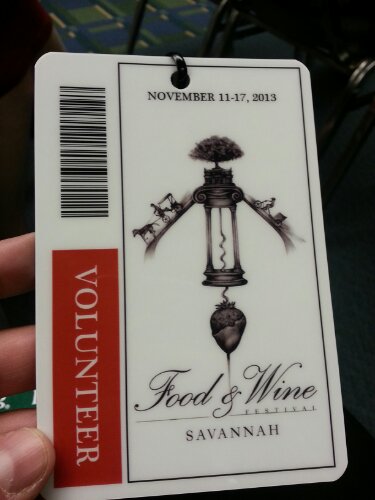 NOVEMBER 11-17, 2013
VOLUNTEER
Food & Wine
FESTIVAL
SAVANNAH